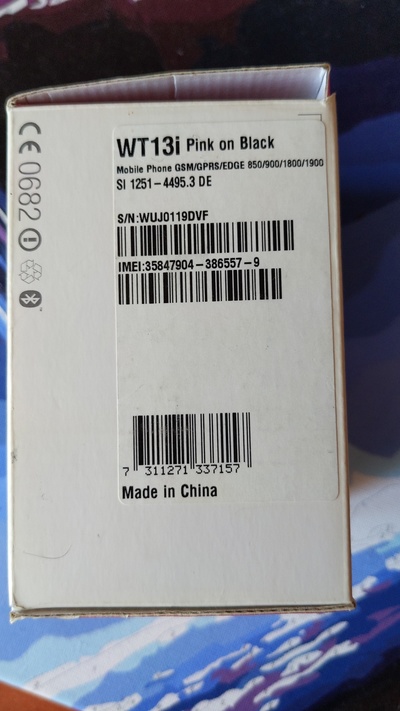 WT13i Pink on Black
Mobile Phone GSM/GPRS/EDGE 850/900/1800/1900
SI 1251-4495.3 DE
S/N:WUJ0119DVF
IMEI:35847904-386557-9
7 311271 337157
Made in China
CE 0682